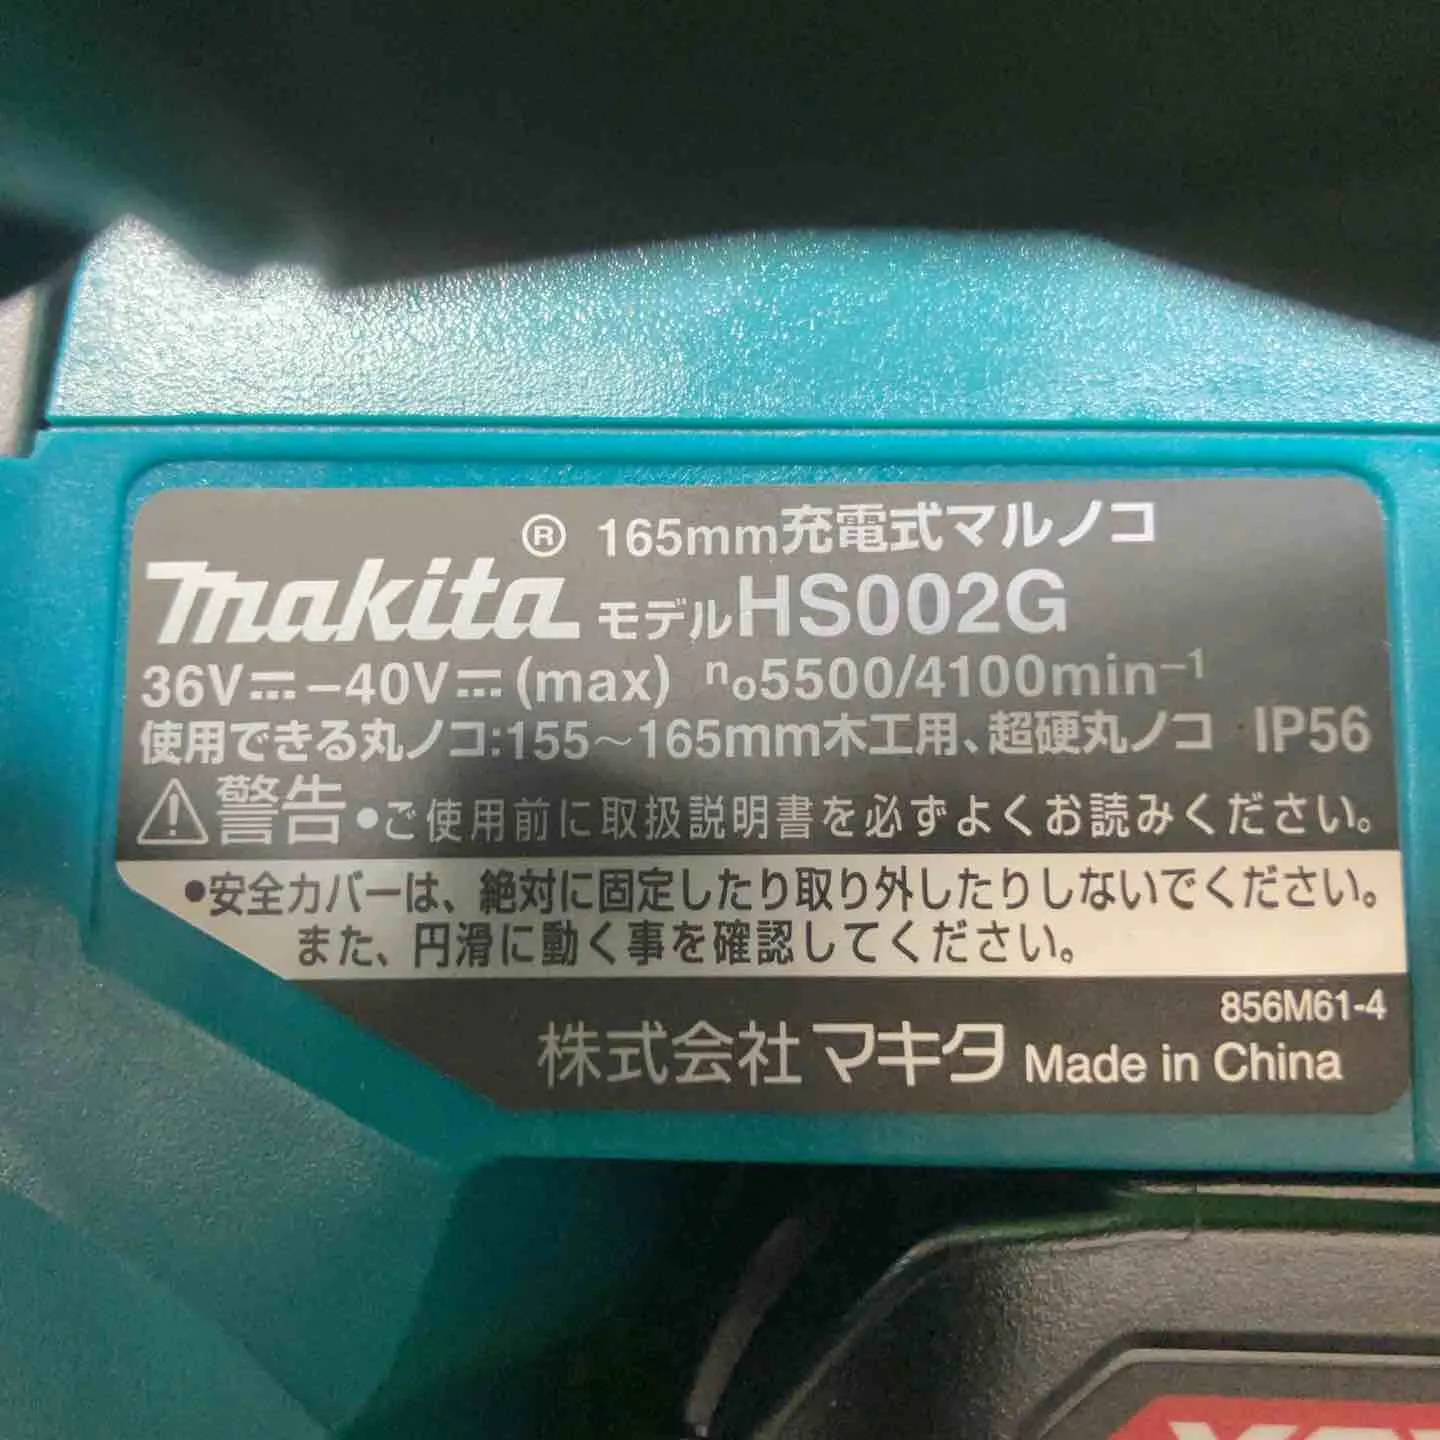 ® 165mm充電式マルノコ
makita モデルHS002G
36V⎓–40V⎓(max) n₀5500/4100min⁻¹
使用できる丸ノコ:155〜165mm木工用、超硬丸ノコ IP56
⚠警告•ご使用前に取扱説明書を必ずよくお読みください。
•安全カバーは、絶対に固定したり取り外したりしないでください。
また、円滑に動く事を確認してください。
856M61-4
株式会社マキタ Made in China